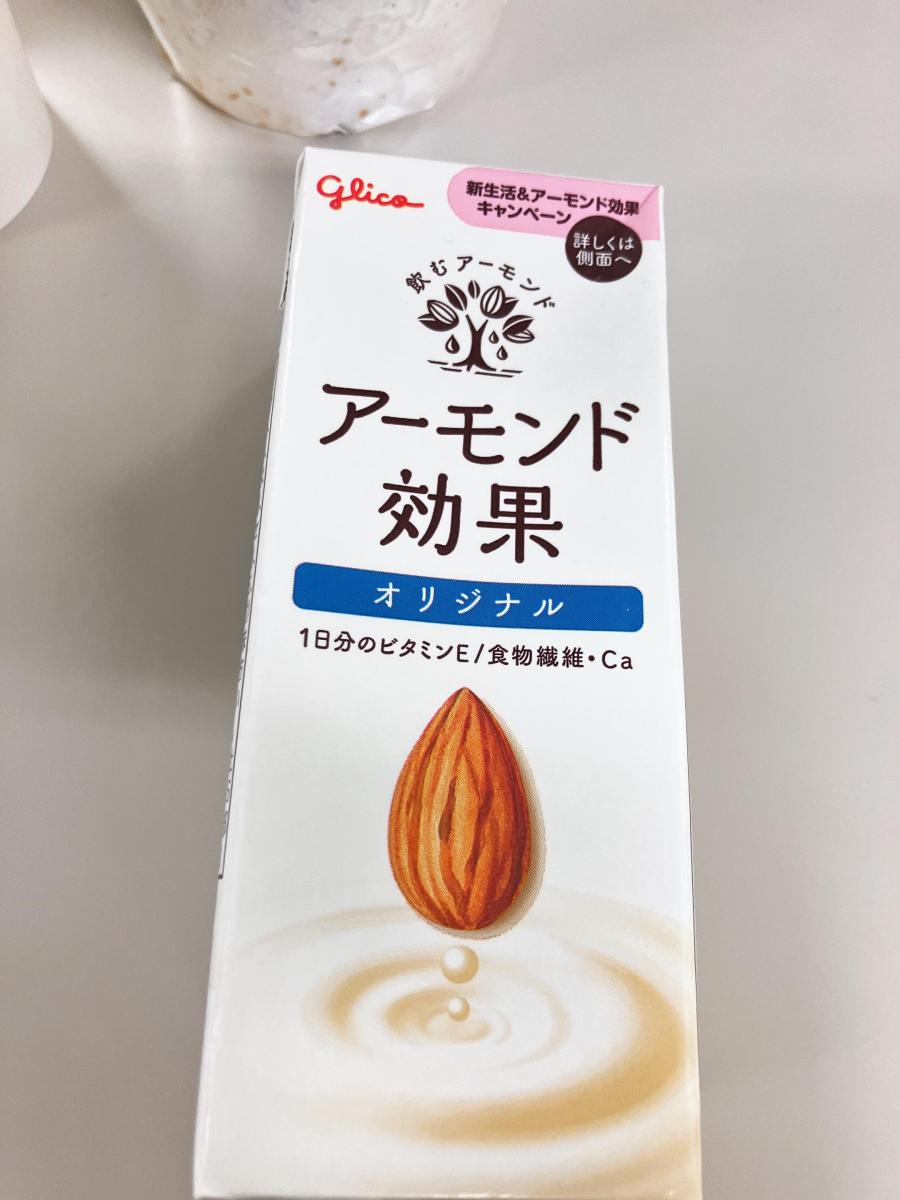 glico
新生活&アーモンド効果
キャンペーン
詳しくは
側面へ
飲むアーモンド
アーモンド
効果
オリジナル
1日分のビタミンE/食物繊維・Ca